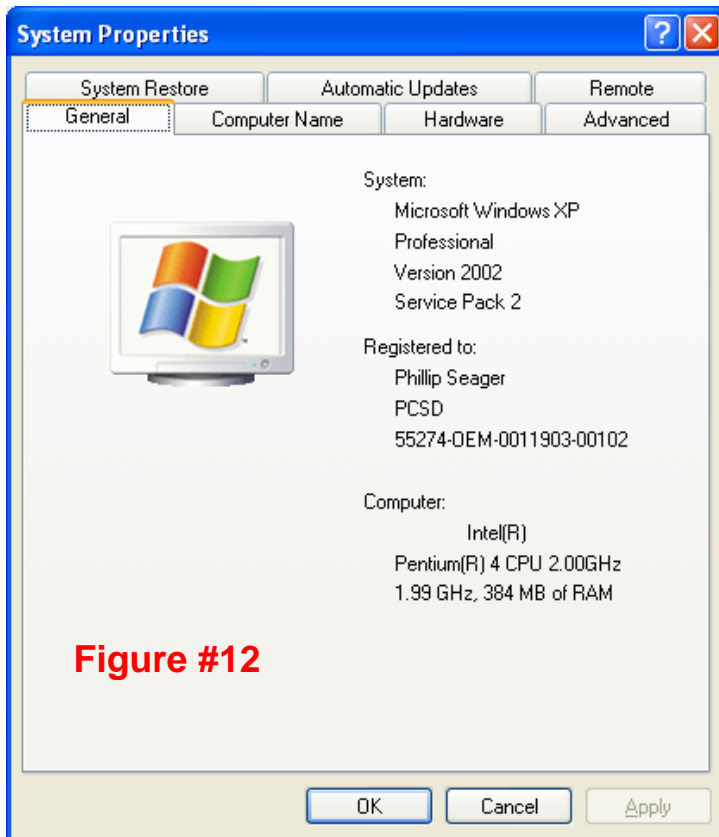 System Properties
System Restore Automatic Updates Remote
General Computer Name Hardware Advanced
System:
Microsoft Windows XP
Professional
Version 2002
Service Pack 2
Registered to:
Phillip Seager
PCSD
55274-OEM-0011903-00102
Computer:
Intel(R)
Pentium(R) 4 CPU 2.00GHz
1.99 GHz, 384 MB of RAM
Figure #12
OK Cancel Apply